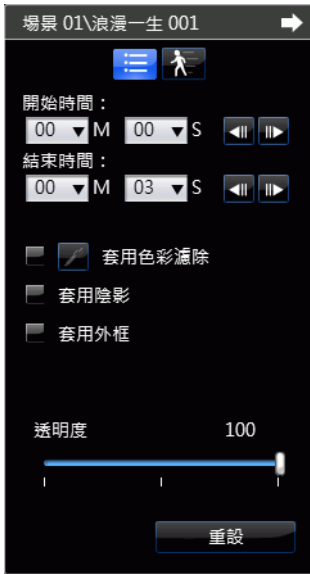 場景 01\浪漫一生 001
開始時間：
00 M 00 S
結束時間：
00 M 03 S
套用色彩濾除
套用陰影
套用外框
透明度 100
重設